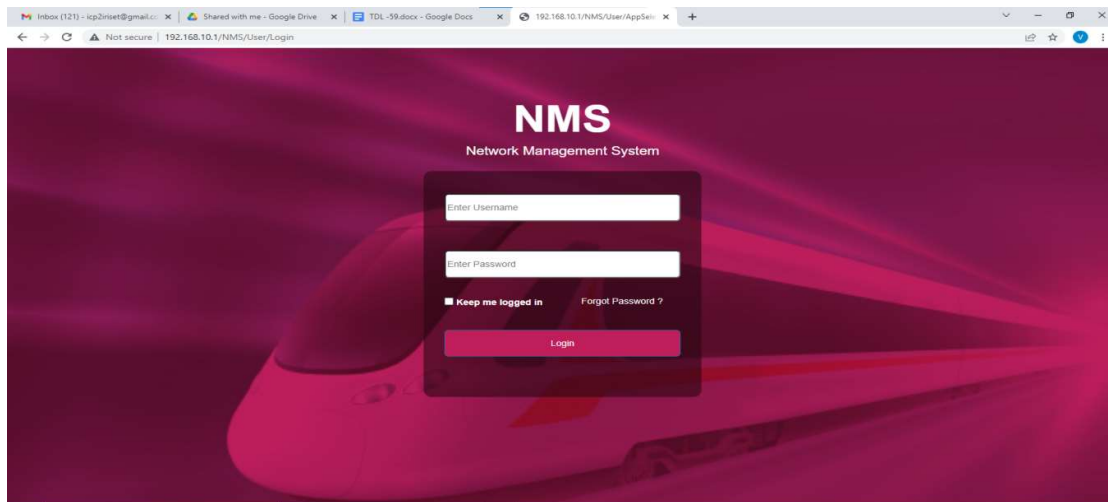 Inbox (121) - icp2iriset@gmail.cc
Shared with me - Google Drive
TDL -59.docx - Google Docs
192.168.10.1/NMS/User/AppSele
Not secure | 192.168.10.1/NMS/User/Login
V
NMS
Network Management System
Enter Username
Enter Password
Keep me logged in
Forgot Password ?
Login